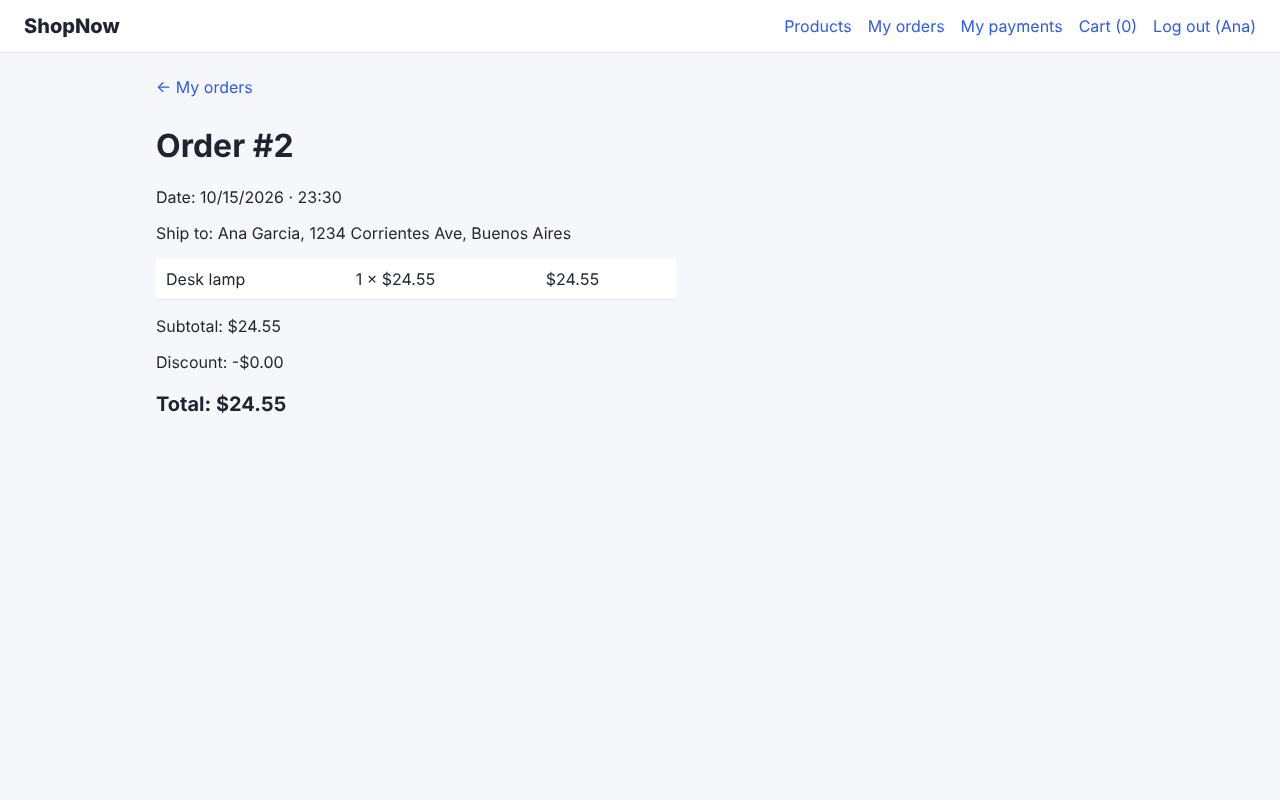 ShopNow Products My orders My payments Cart (0) Log out (Ana)
← My orders
Order #2
Date: 10/15/2026 · 23:30
Ship to: Ana Garcia, 1234 Corrientes Ave, Buenos Aires
Desk lamp 1 × $24.55 $24.55
Subtotal: $24.55
Discount: -$0.00
Total: $24.55